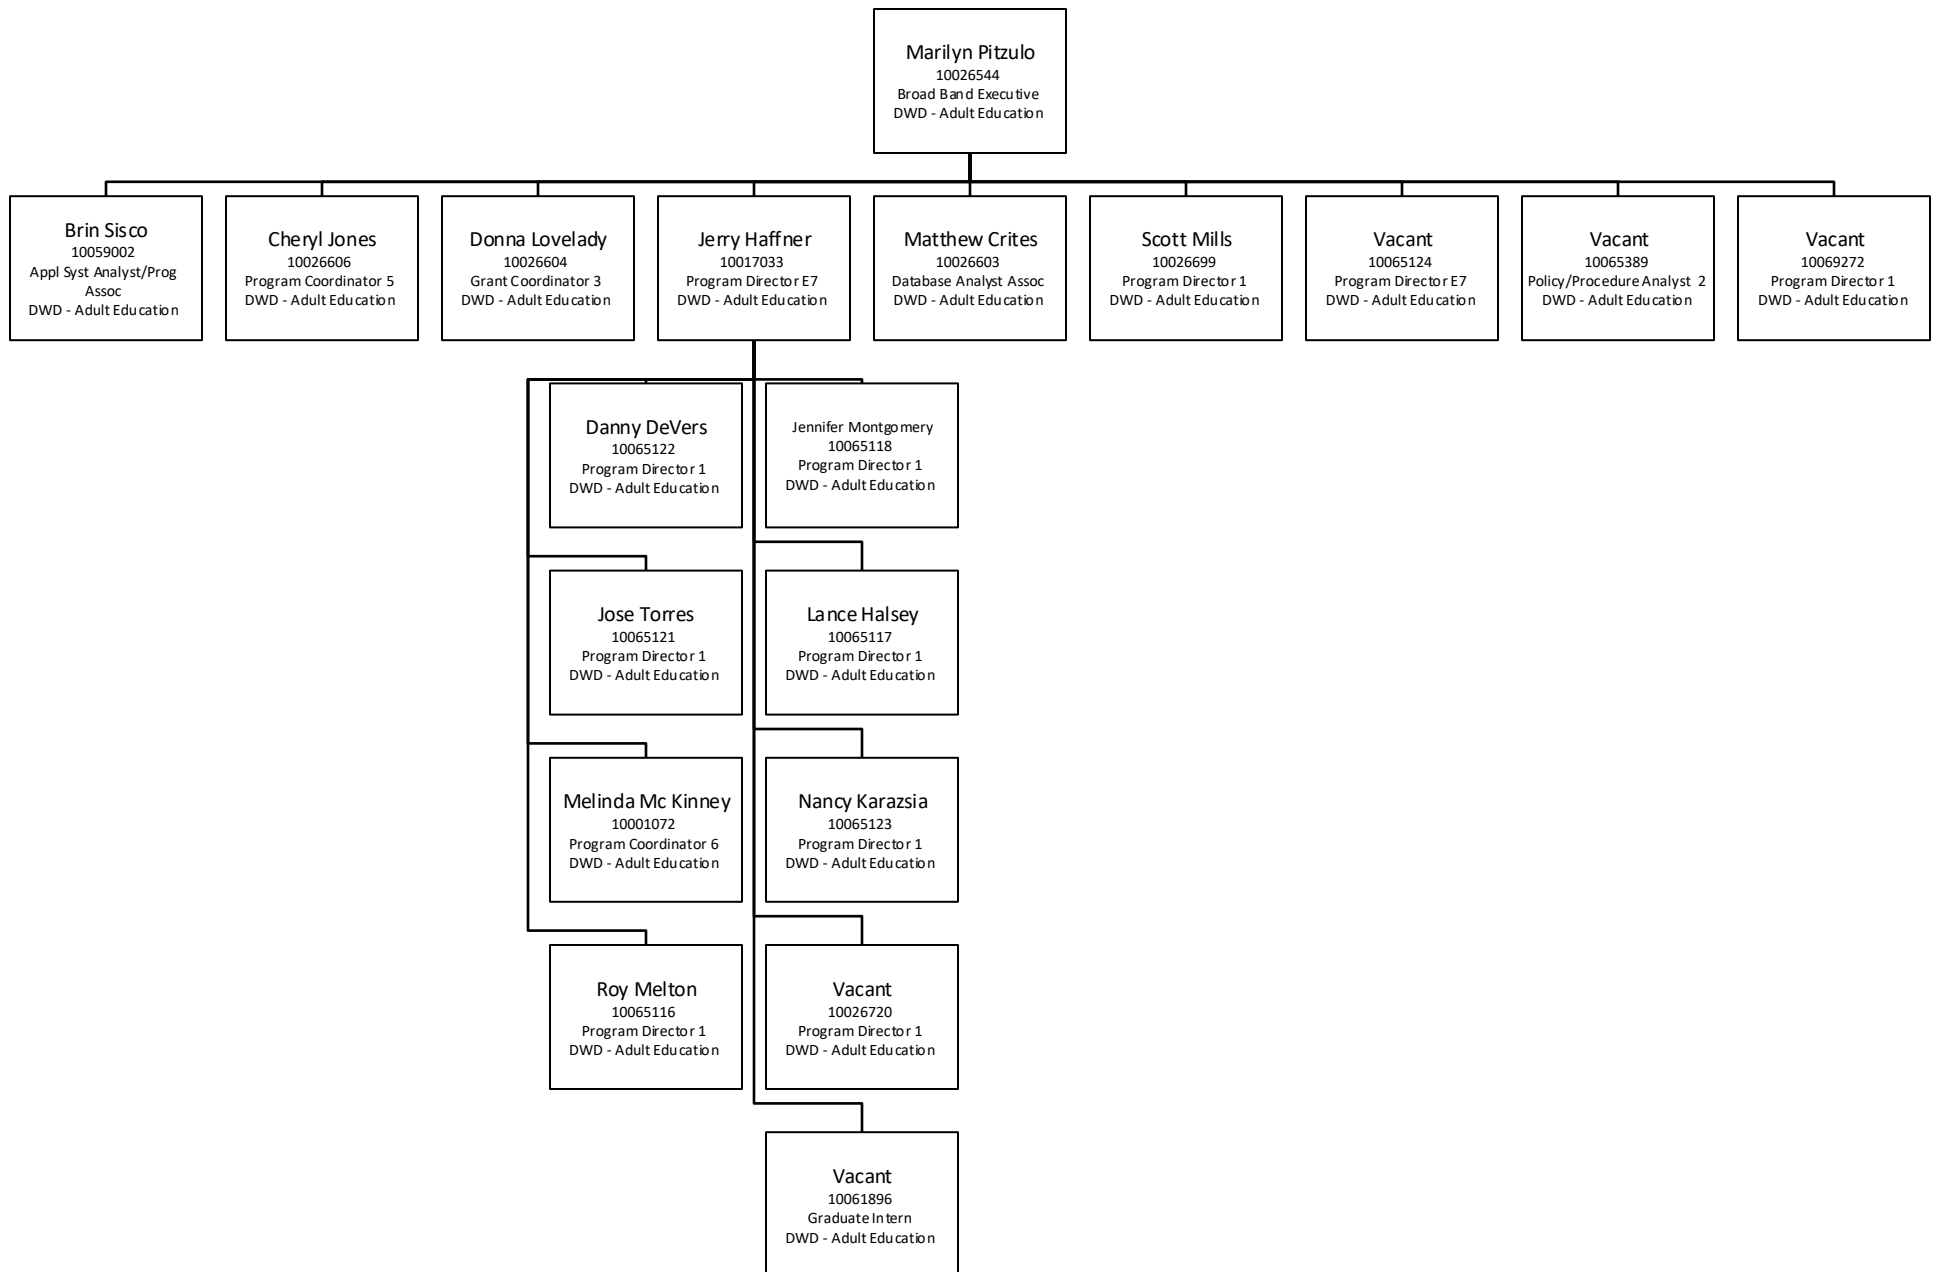 Marilyn Pitzulo
10026544
Broad Band Executive
DWD - Adult Education
Brin Sisco
10059002
Appl Syst Analyst/Prog
Assoc
DWD - Adult Education
Cheryl Jones
10026606
Program Coordinator 5
DWD - Adult Education
Donna Lovelady
10026604
Grant Coordinator 3
DWD - Adult Education
Jerry Haffner
10017033
Program Director E7
DWD - Adult Education
Matthew Crites
10026603
Database Analyst Assoc
DWD - Adult Education
Scott Mills
10026699
Program Director 1
DWD - Adult Education
Vacant
10065124
Program Director E7
DWD - Adult Education
Vacant
10065389
Policy/Procedure Analyst 2
DWD - Adult Education
Vacant
10069272
Program Director 1
DWD - Adult Education
Danny DeVers
10065122
Program Director 1
DWD - Adult Education
Jennifer Montgomery
10065118
Program Director 1
DWD - Adult Education
Jose Torres
10065121
Program Director 1
DWD - Adult Education
Lance Halsey
10065117
Program Director 1
DWD - Adult Education
Melinda Mc Kinney
10001072
Program Coordinator 6
DWD - Adult Education
Nancy Karazsia
10065123
Program Director 1
DWD - Adult Education
Roy Melton
10065116
Program Director 1
DWD - Adult Education
Vacant
10026720
Program Director 1
DWD - Adult Education
Vacant
10061896
Graduate Intern
DWD - Adult Education